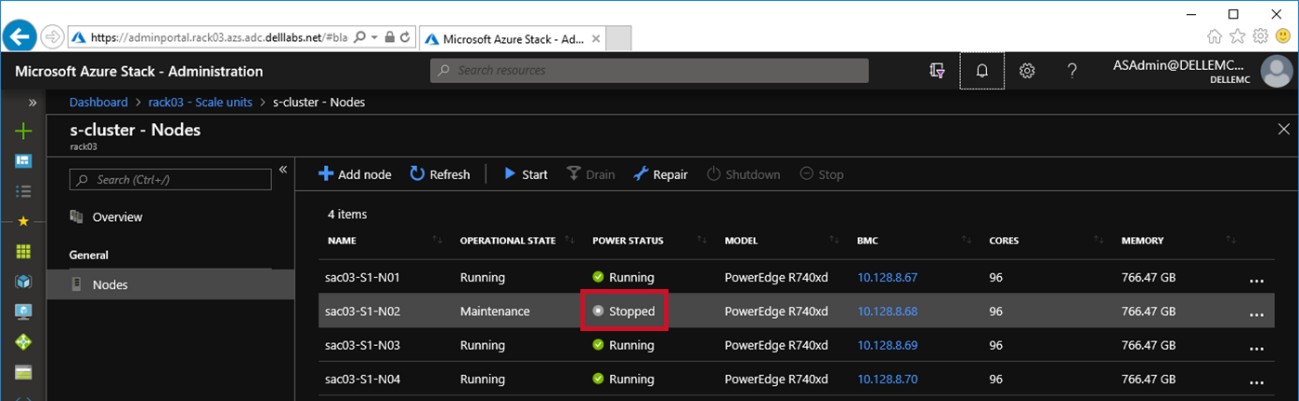 https://adminportal.rack03.azs.adc.delllabs.net/#bla
Microsoft Azure Stack - Ad...
Microsoft Azure Stack - Administration
Search resources
ASAdmin@DELLEMC...
DELLEMC
Dashboard > rack03 - Scale units > s-cluster - Nodes
s-cluster - Nodes
rack03
Search (Ctrl+/)
Overview
General
Nodes
Add node Refresh Start Drain Repair Shutdown Stop
4 items
NAME OPERATIONAL STATE POWER STATUS MODEL BMC CORES MEMORY
sac03-S1-N01 Running Running PowerEdge R740xd 10.128.8.67 96 766.47 GB ...
sac03-S1-N02 Maintenance Stopped PowerEdge R740xd 10.128.8.68 96 766.47 GB ...
sac03-S1-N03 Running Running PowerEdge R740xd 10.128.8.69 96 766.47 GB ...
sac03-S1-N04 Running Running PowerEdge R740xd 10.128.8.70 96 766.47 GB ...